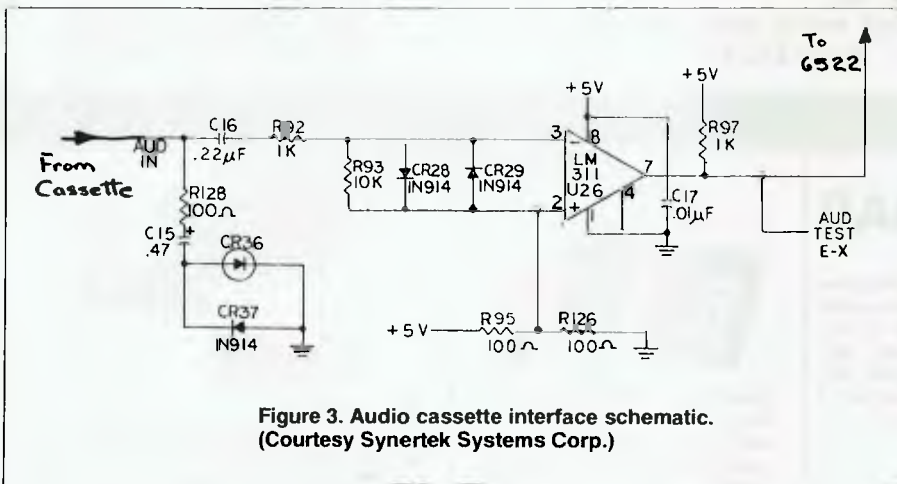 To
6522
+5V
+5V
C16
R92
.22µF
1K
AUD
IN
From
Cassette
3
−
8
R93
10K
CR28
IN914
CR29
IN914
LM
311
U26
7
4
2
+
1
R97
1K
C17
.01µF
R128
100Ω
C15
+
.47
CR36
CR37
IN914
AUD
TEST
E-X
+5V
R95
100Ω
R126
100Ω
Figure 3. Audio cassette interface schematic.
(Courtesy Synertek Systems Corp.)